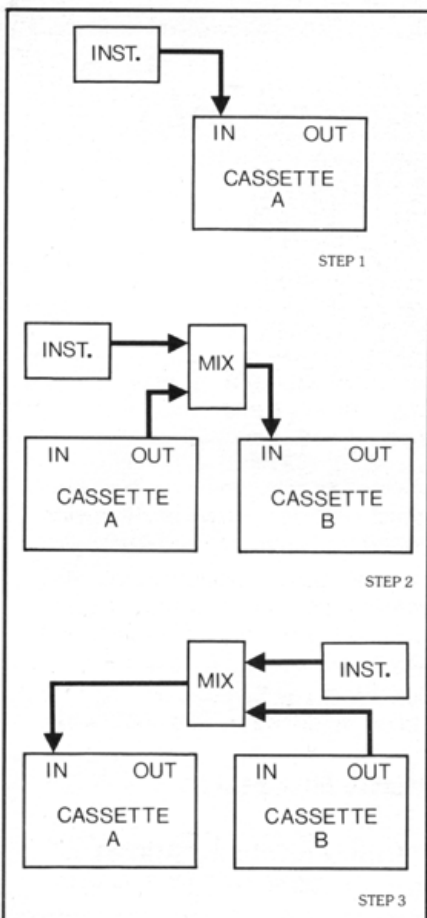 INST.
IN OUT
CASSETTE
A
STEP 1
INST.
MIX
IN OUT
CASSETTE
A
IN OUT
CASSETTE
B
STEP 2
MIX
INST.
IN OUT
CASSETTE
A
IN OUT
CASSETTE
B
STEP 3